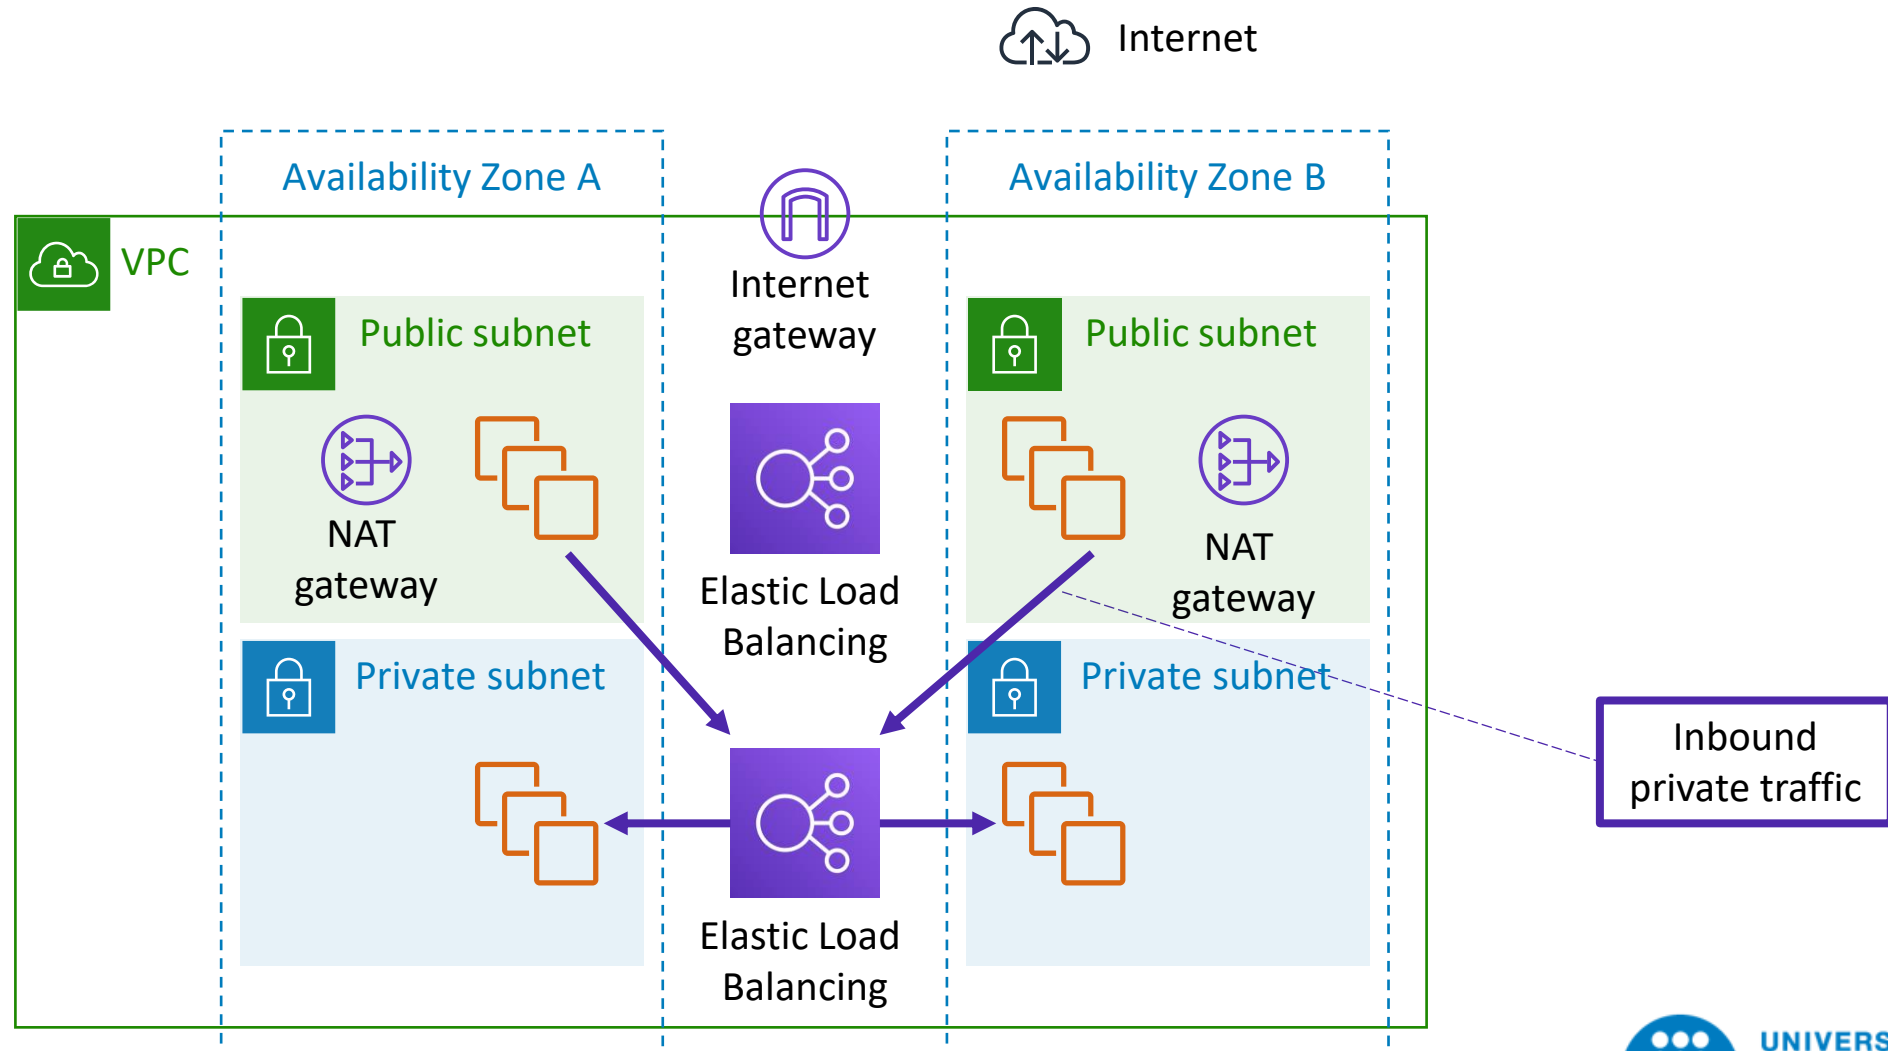 Internet
Availability Zone A
Availability Zone B
VPC
Internet
gateway
Public subnet
Public subnet
NAT
gateway
Elastic Load
Balancing
NAT
gateway
Private subnet
Private subnet
Inbound
private traffic
Elastic Load
Balancing
UNIVERS